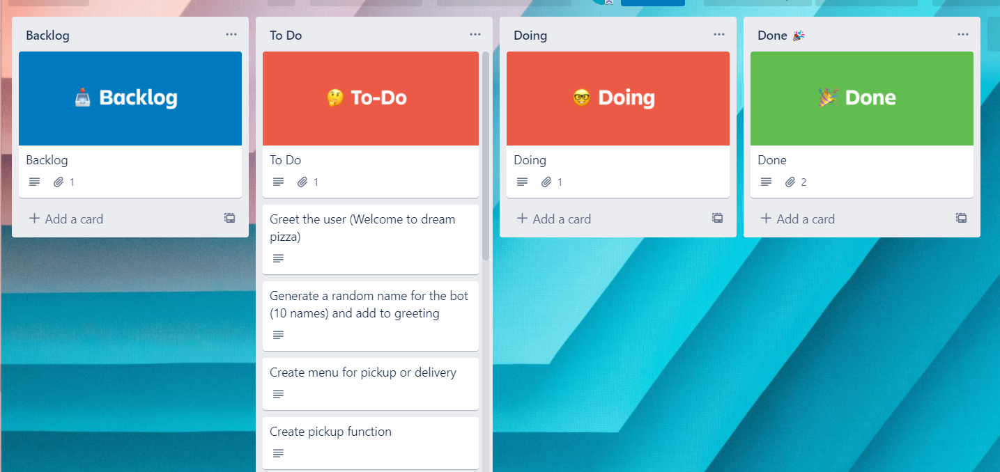 Backlog
Backlog
Backlog
1
Add a card
To Do
To-Do
To Do
1
Greet the user (Welcome to dream
pizza)
Generate a random name for the bot
(10 names) and add to greeting
Create menu for pickup or delivery
Create pickup function
Doing
Doing
Doing
1
Add a card
Done 🎉
Done
Done
2
Add a card